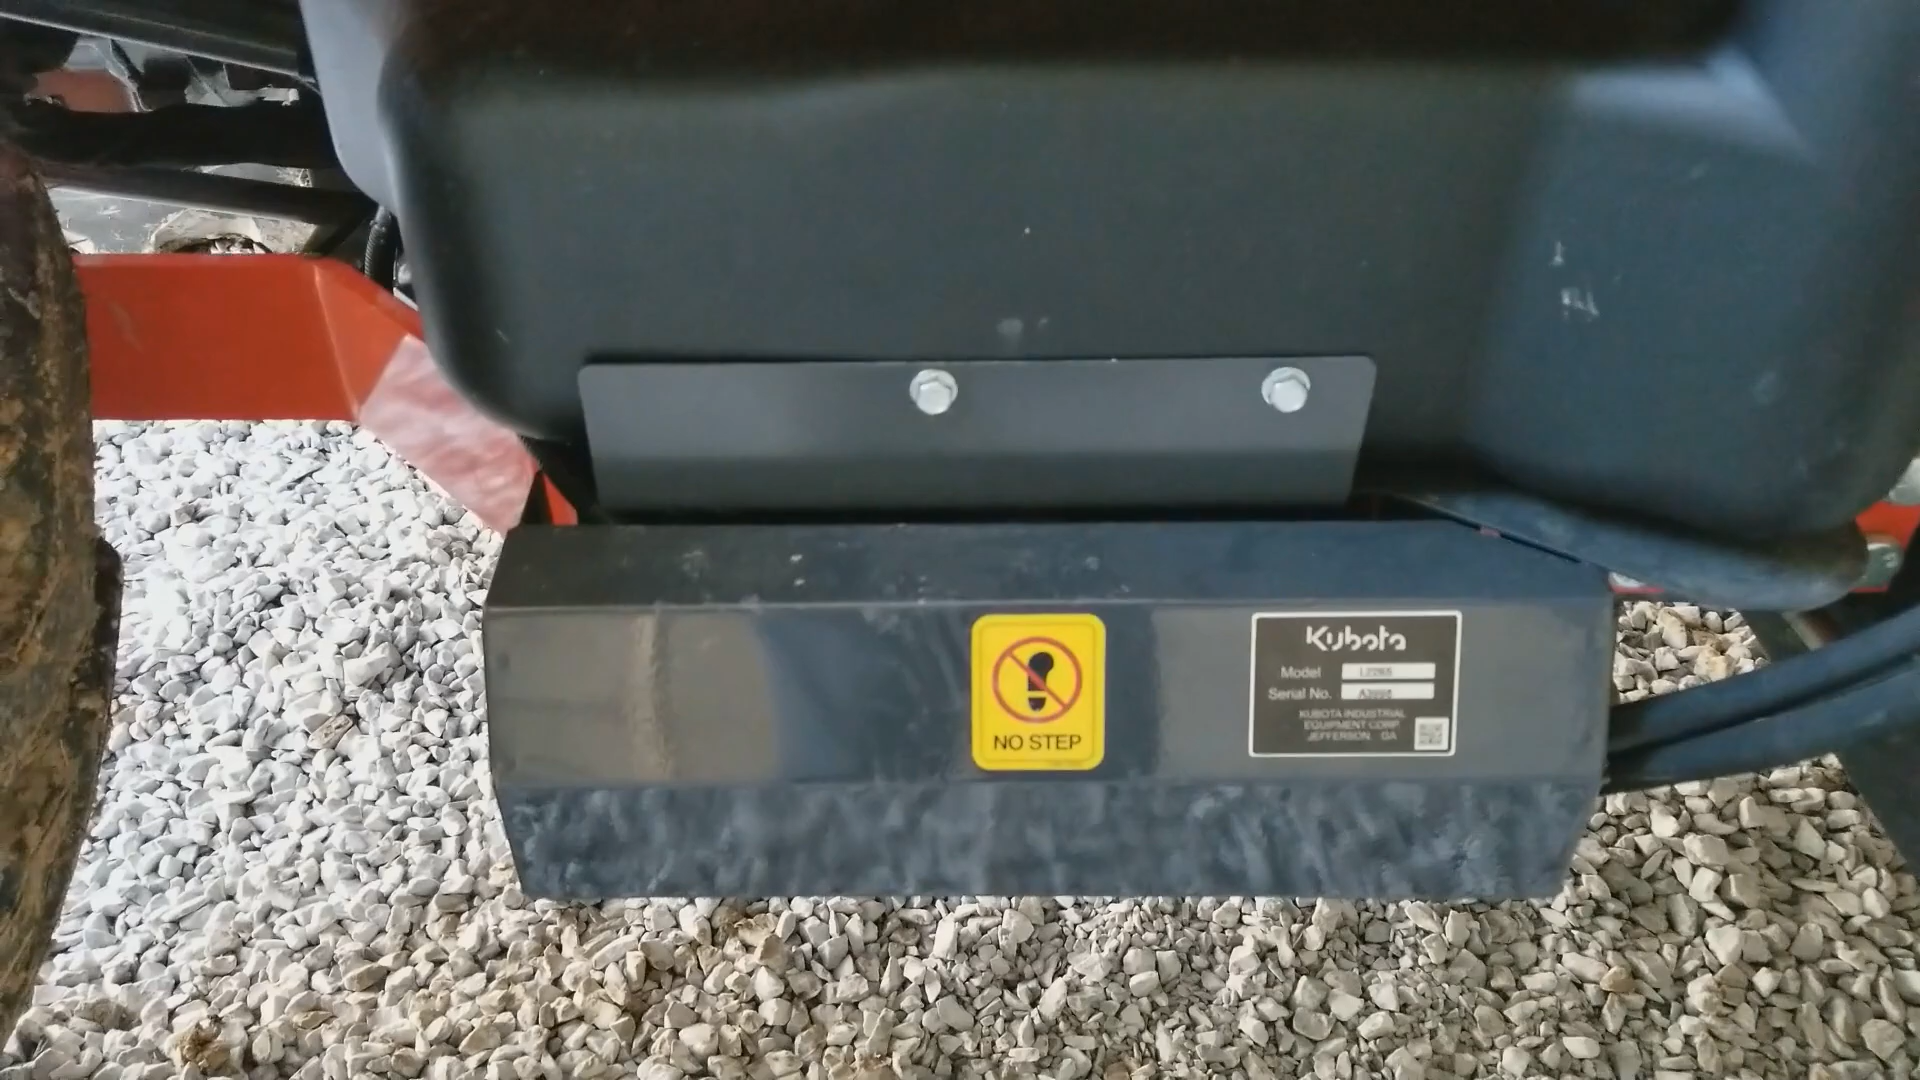 NO STEP
Kubota
Model
Serial No.
KUBOTA INDUSTRIAL
EQUIPMENT CORP.
JEFFERSON GA